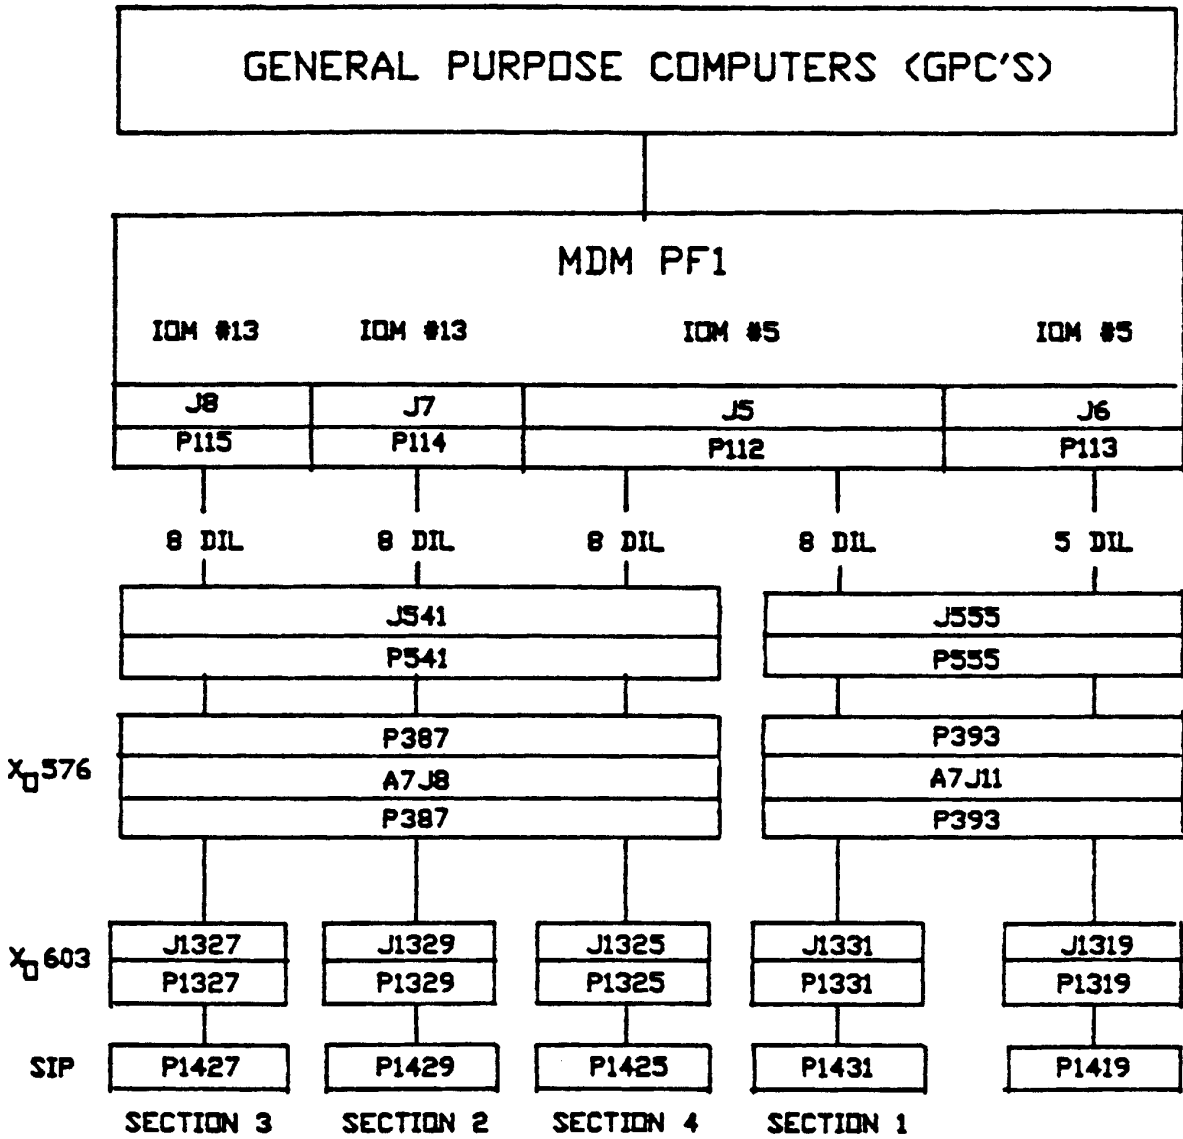 GENERAL PURPOSE COMPUTERS (GPC'S)
MDM PF1
IOM #13 IOM #13 IOM #5 IOM #5
J8 J7 J5 J6
P115 P114 P112 P113
8 DIL 8 DIL 8 DIL 8 DIL 5 DIL
J541 J555
P541 P555
P387 P393
Xo576 A7J8 A7J11
P387 P393
J1327 J1329 J1325 J1331 J1319
Xo603
P1327 P1329 P1325 P1331 P1319
SIP P1427 P1429 P1425 P1431 P1419
SECTION 3 SECTION 2 SECTION 4 SECTION 1